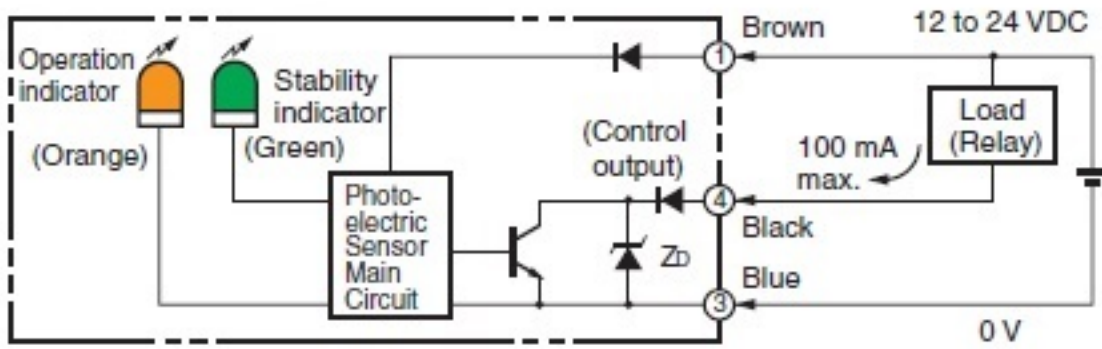 Operation
indicator
(Orange)
Stability
indicator
(Green)
Photo-
electric
Sensor
Main
Circuit
(Control
output)
ZD
1
Brown
12 to 24 VDC
Load
(Relay)
100 mA
max.
4
Black
Blue
3
0 V